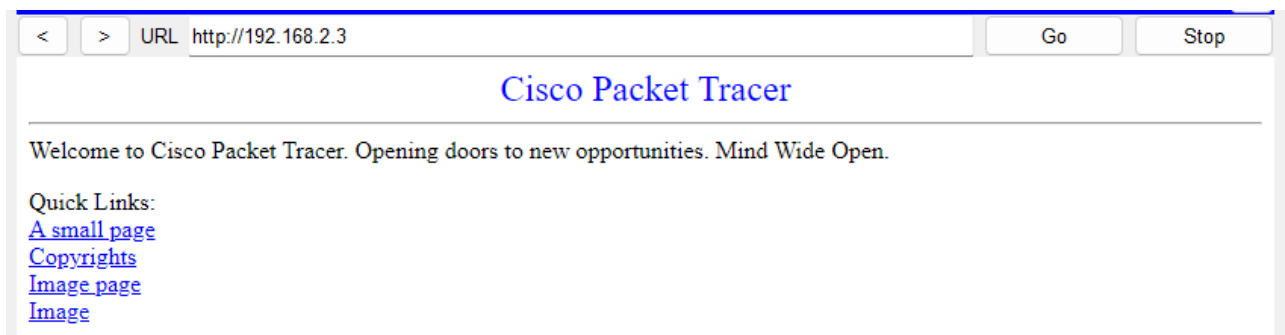 < > URL http://192.168.2.3 Go Stop
Cisco Packet Tracer
Welcome to Cisco Packet Tracer. Opening doors to new opportunities. Mind Wide Open.
Quick Links:
A small page
Copyrights
Image page
Image